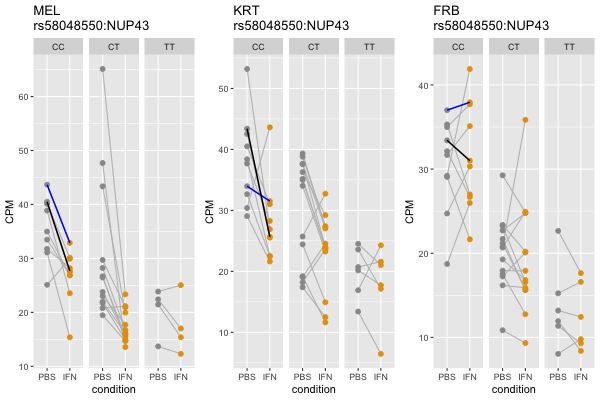 MEL
rs58048550:NUP43
CC CT TT
CPM
60
50
40
30
20
10
PBS IFN PBS IFN PBS IFN
condition
KRT
rs58048550:NUP43
CC CT TT
CPM
50
40
30
20
10
PBS IFN PBS IFN PBS IFN
condition
FRB
rs58048550:NUP43
CC CT TT
CPM
40
30
20
10
PBS IFN PBS IFN PBS IFN
condition